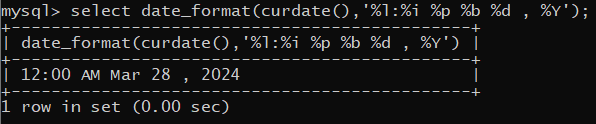 mysql> select date_format(curdate(),'%l:%i %p %b %d , %Y');
+--------------------------------------------+
| date_format(curdate(),'%l:%i %p %b %d , %Y') |
+--------------------------------------------+
| 12:00 AM Mar 28 , 2024 |
+--------------------------------------------+
1 row in set (0.00 sec)